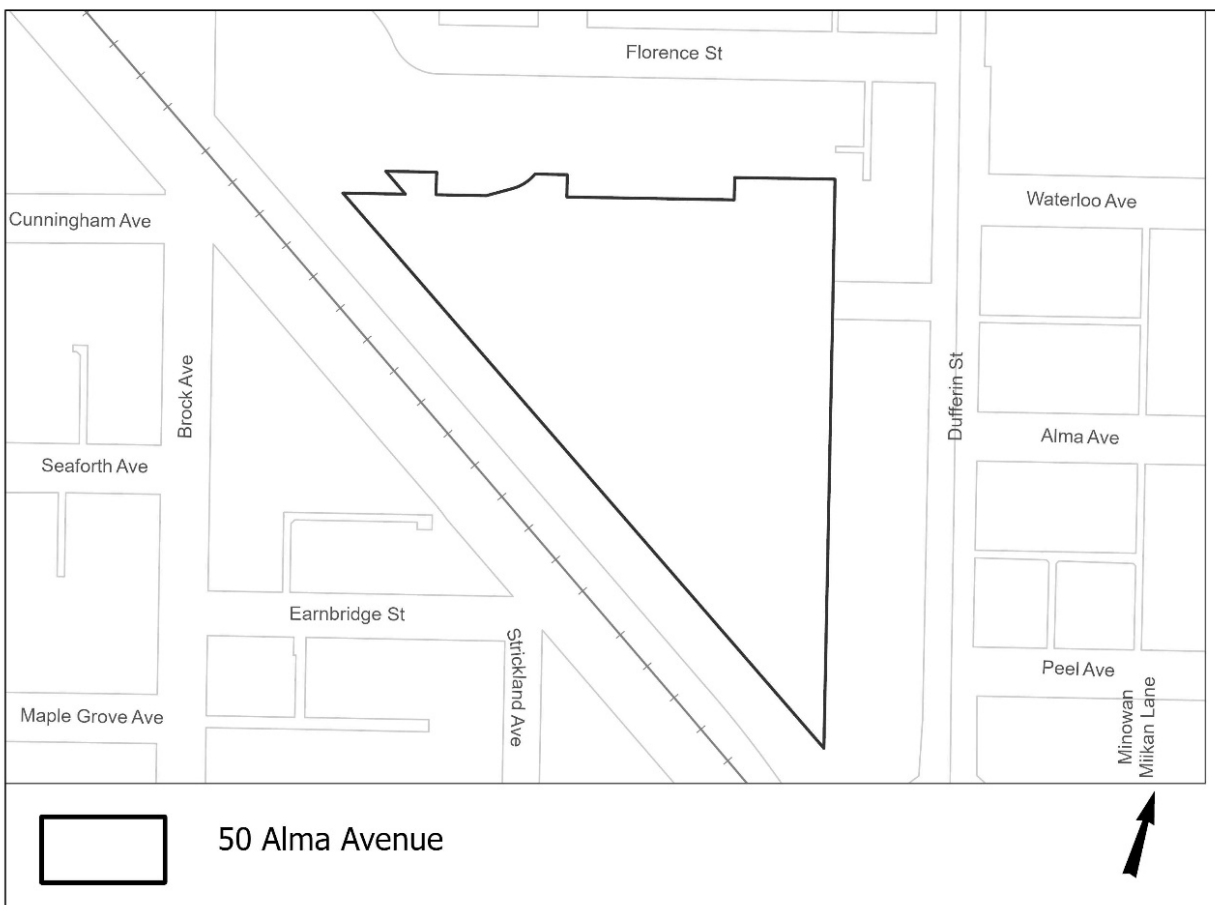 Florence St
Waterloo Ave
Cunningham Ave
Brock Ave
Dufferin St
Alma Ave
Seaforth Ave
Earnbridge St
Strickland Ave
Peel Ave
Maple Grove Ave
Minowan
Miikan Lane
50 Alma Avenue